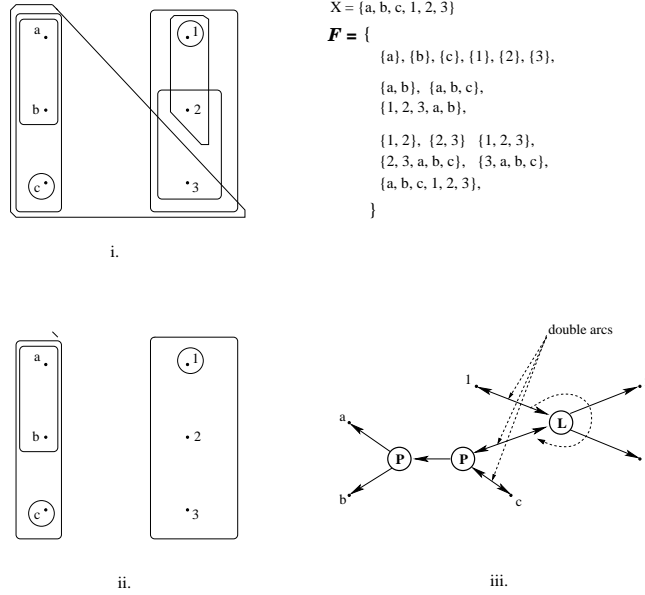 X = {a, b, c, 1, 2, 3}
F = {
{a}, {b}, {c}, {1}, {2}, {3},
{a, b}, {a, b, c},
{1, 2, 3, a, b},
{1, 2}, {2, 3} {1, 2, 3},
{2, 3, a, b, c}, {3, a, b, c},
{a, b, c, 1, 2, 3},
}
a
1
b
2
c
3
i.
a
1
b
2
c
3
ii.
double arcs
1
a
L
P
P
b
c
iii.